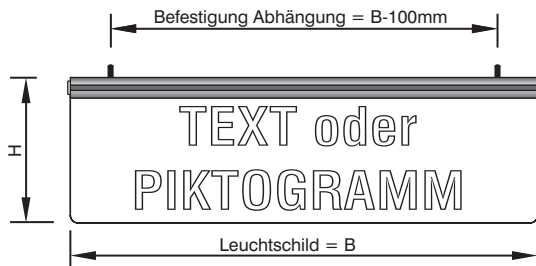 Befestigung Abhängung = B-100mm
H
TEXT oder
PIKTOGRAMM
Leuchtschild = B